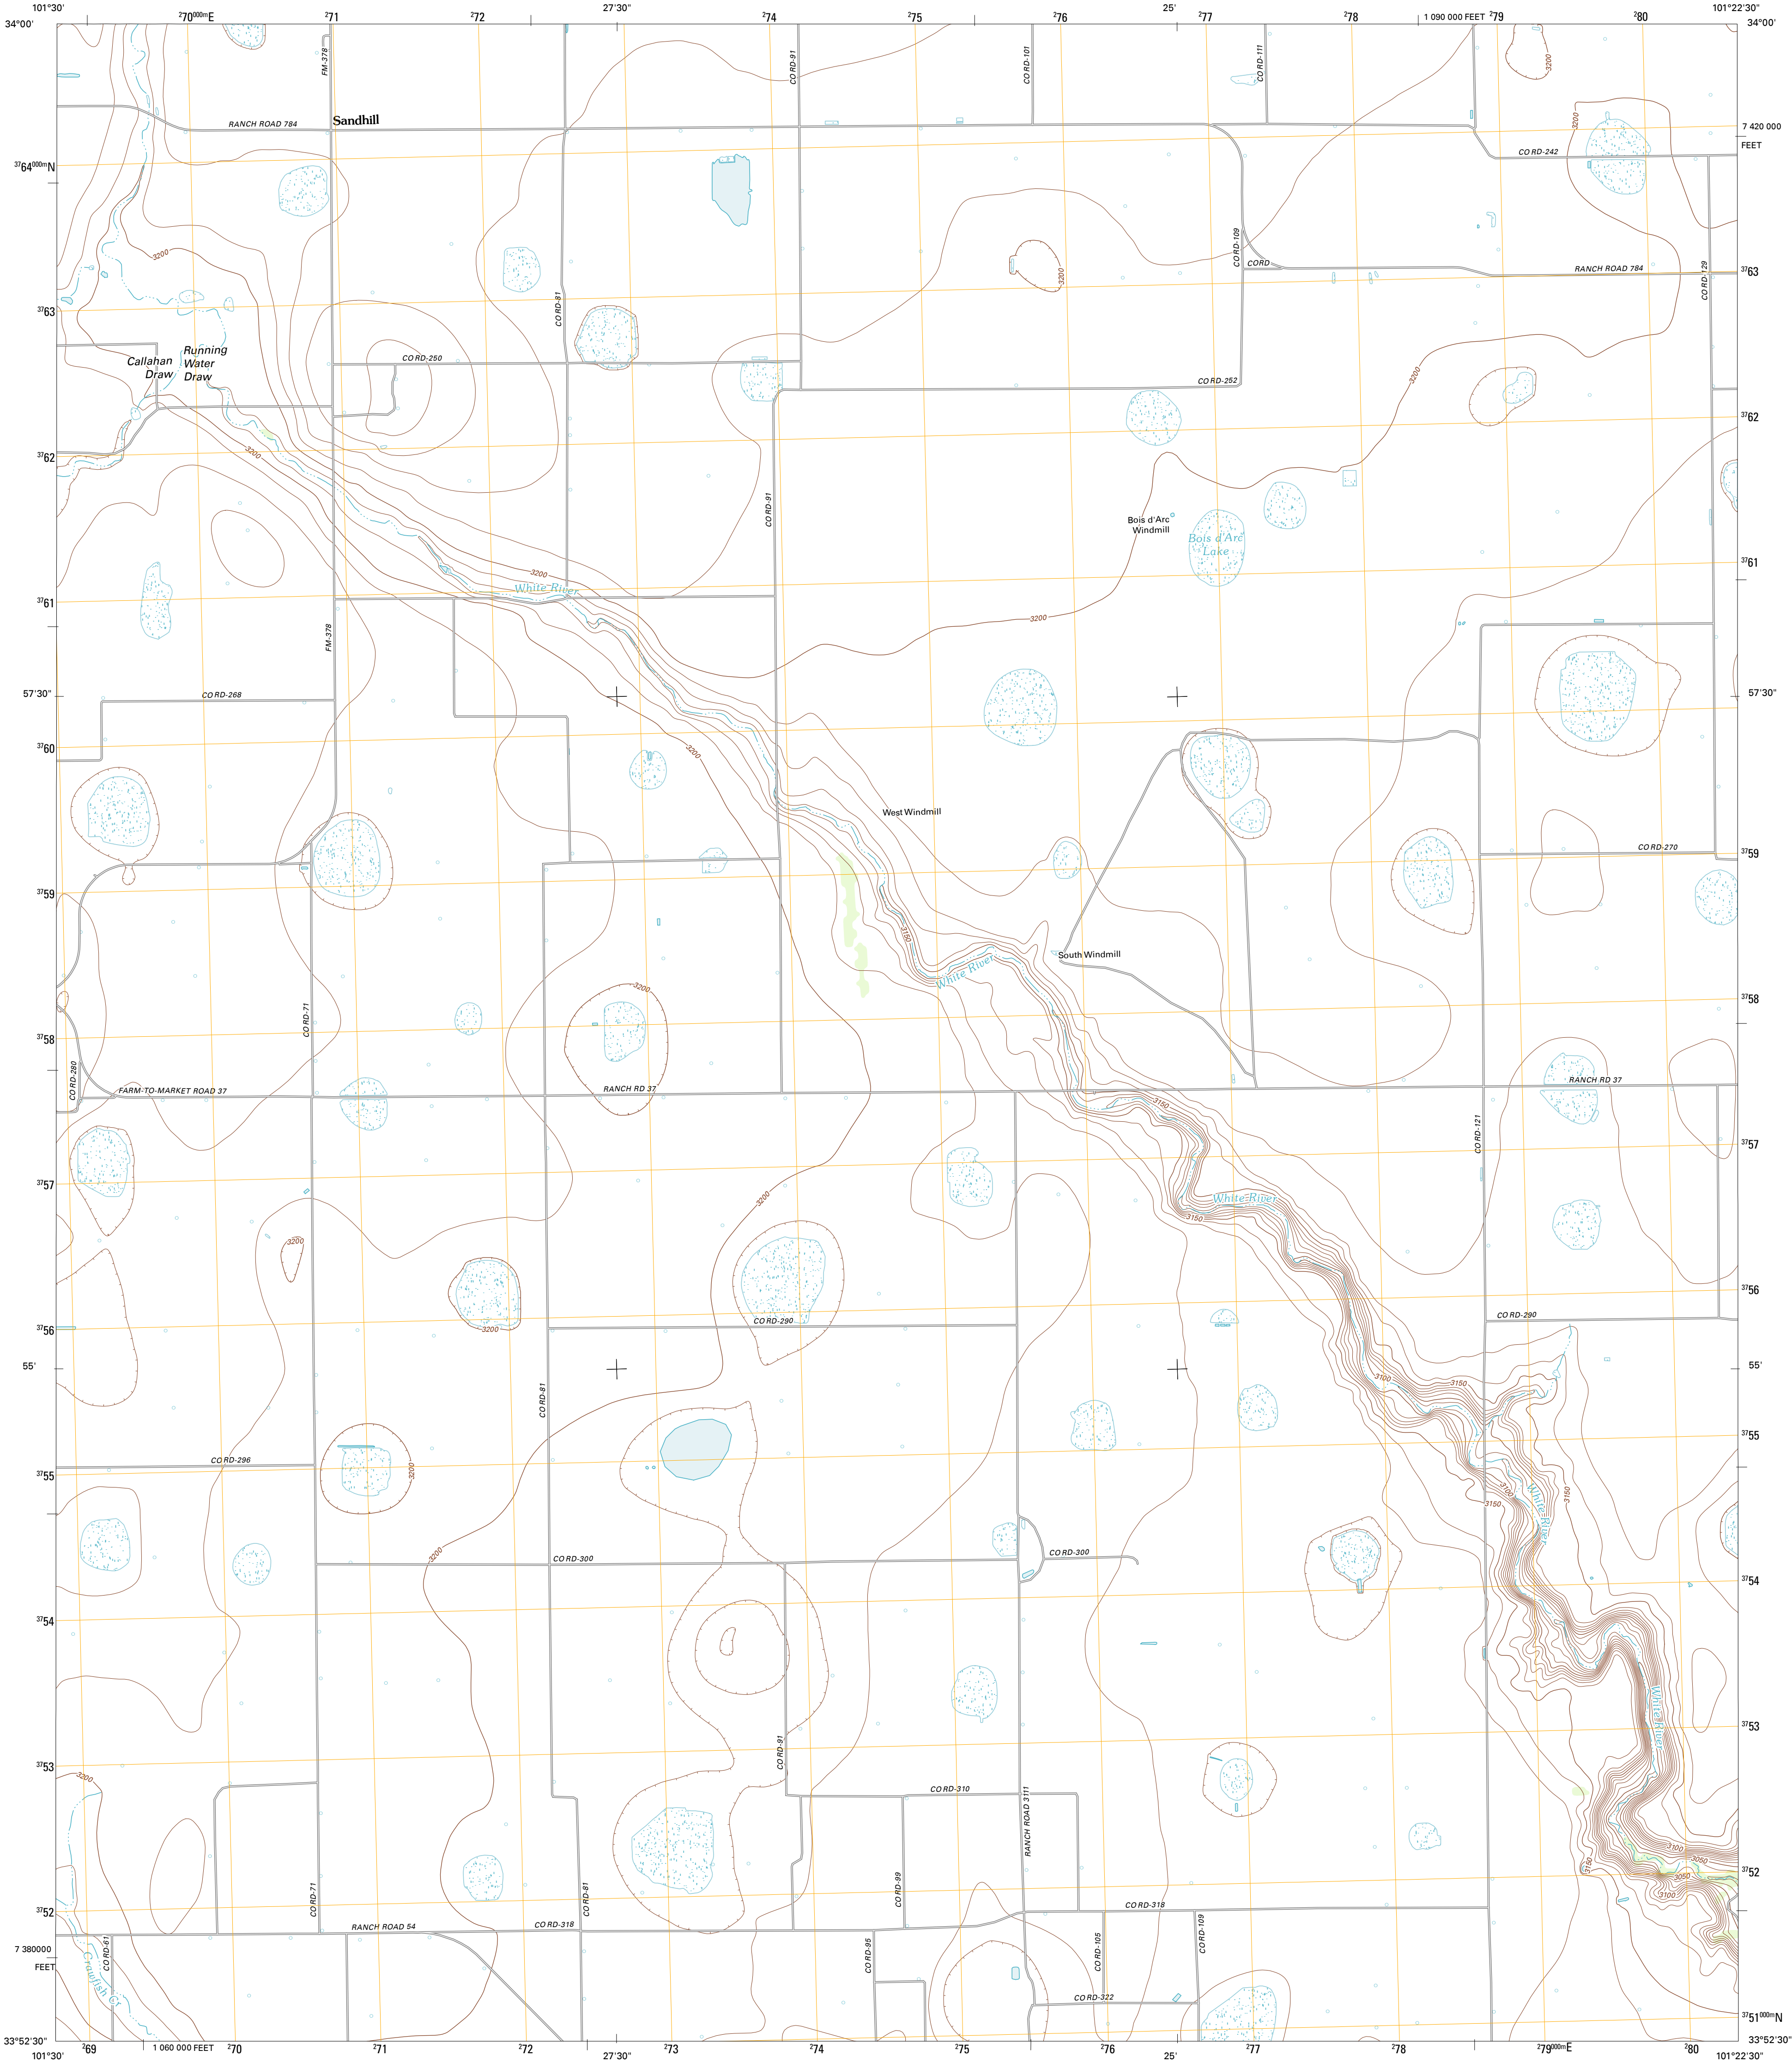 101°30' ²70⁰⁰⁰ᵐE ²71 ²72 27'30" ²74 ²75 ²76 25' ²77 ²78 1 090 000 FEET ²79 ²80 101°22'30"
34°00' 34°00'
FM-378 CO RD-91 CO RD-101 CO RD-111 3200
RANCH ROAD 784 Sandhill 3200 7 420 000
FEET
³⁷64⁰⁰⁰ᵐN CO RD-242
3200 CO RD-109 3200
CO RD RANCH ROAD 784 ³⁷63
CO RD-129
³⁷63 CO RD-81
Callahan
Draw
Running
Water
Draw
CO RD-250 CO RD-252 3200
³⁷62
³⁷62 3200
CO RD-91
Bois d'Arc
Windmill
Bois d'Arc
Lake
³⁷61
3200
White River
³⁷61 3200
FM-378
57'30" CO RD-268 57'30"
³⁷60 3200
West Windmill
CO RD-270 ³⁷59
³⁷59
3150
South Windmill
White River
3200 ³⁷58
CO RD-71
³⁷58
CO RD-280 FARM-TO-MARKET ROAD 37 RANCH RD 37 RANCH RD 37
3150
CO RD-121 ³⁷57
³⁷57
3200 White River
3150
3200
³⁷56
CO RD-290 CO RD-290
³⁷56 3200
55' 55'
3100 3150
CO RD-81
³⁷55
CO RD-296
³⁷55 3200
3100 3150
3150 White River
3200 CO RD-300 CO RD-300
³⁷54
³⁷54
White River
³⁷53
CO RD-91
³⁷53
3200 CO RD-310
RANCH ROAD 3111
3100
3050
3150 ³⁷52
3050
3100
CO RD-71 CO RD-81 CO RD-99
³⁷52 CO RD-318
RANCH ROAD 54 CO RD-318
CO RD-109
7 380000
FEET
CO RD-61 CO RD-95 CO RD-105
Crawfish Cr
CO RD-322
³⁷51⁰⁰⁰ᵐN
33°52'30" 33°52'30"
101°30' ²69 1 060 000 FEET ²70 ²71 ²72 27'30" ²73 ²74 ²75 ²76 25' ²77 ²78 ²79⁰⁰⁰ᵐE ²80 101°22'30"